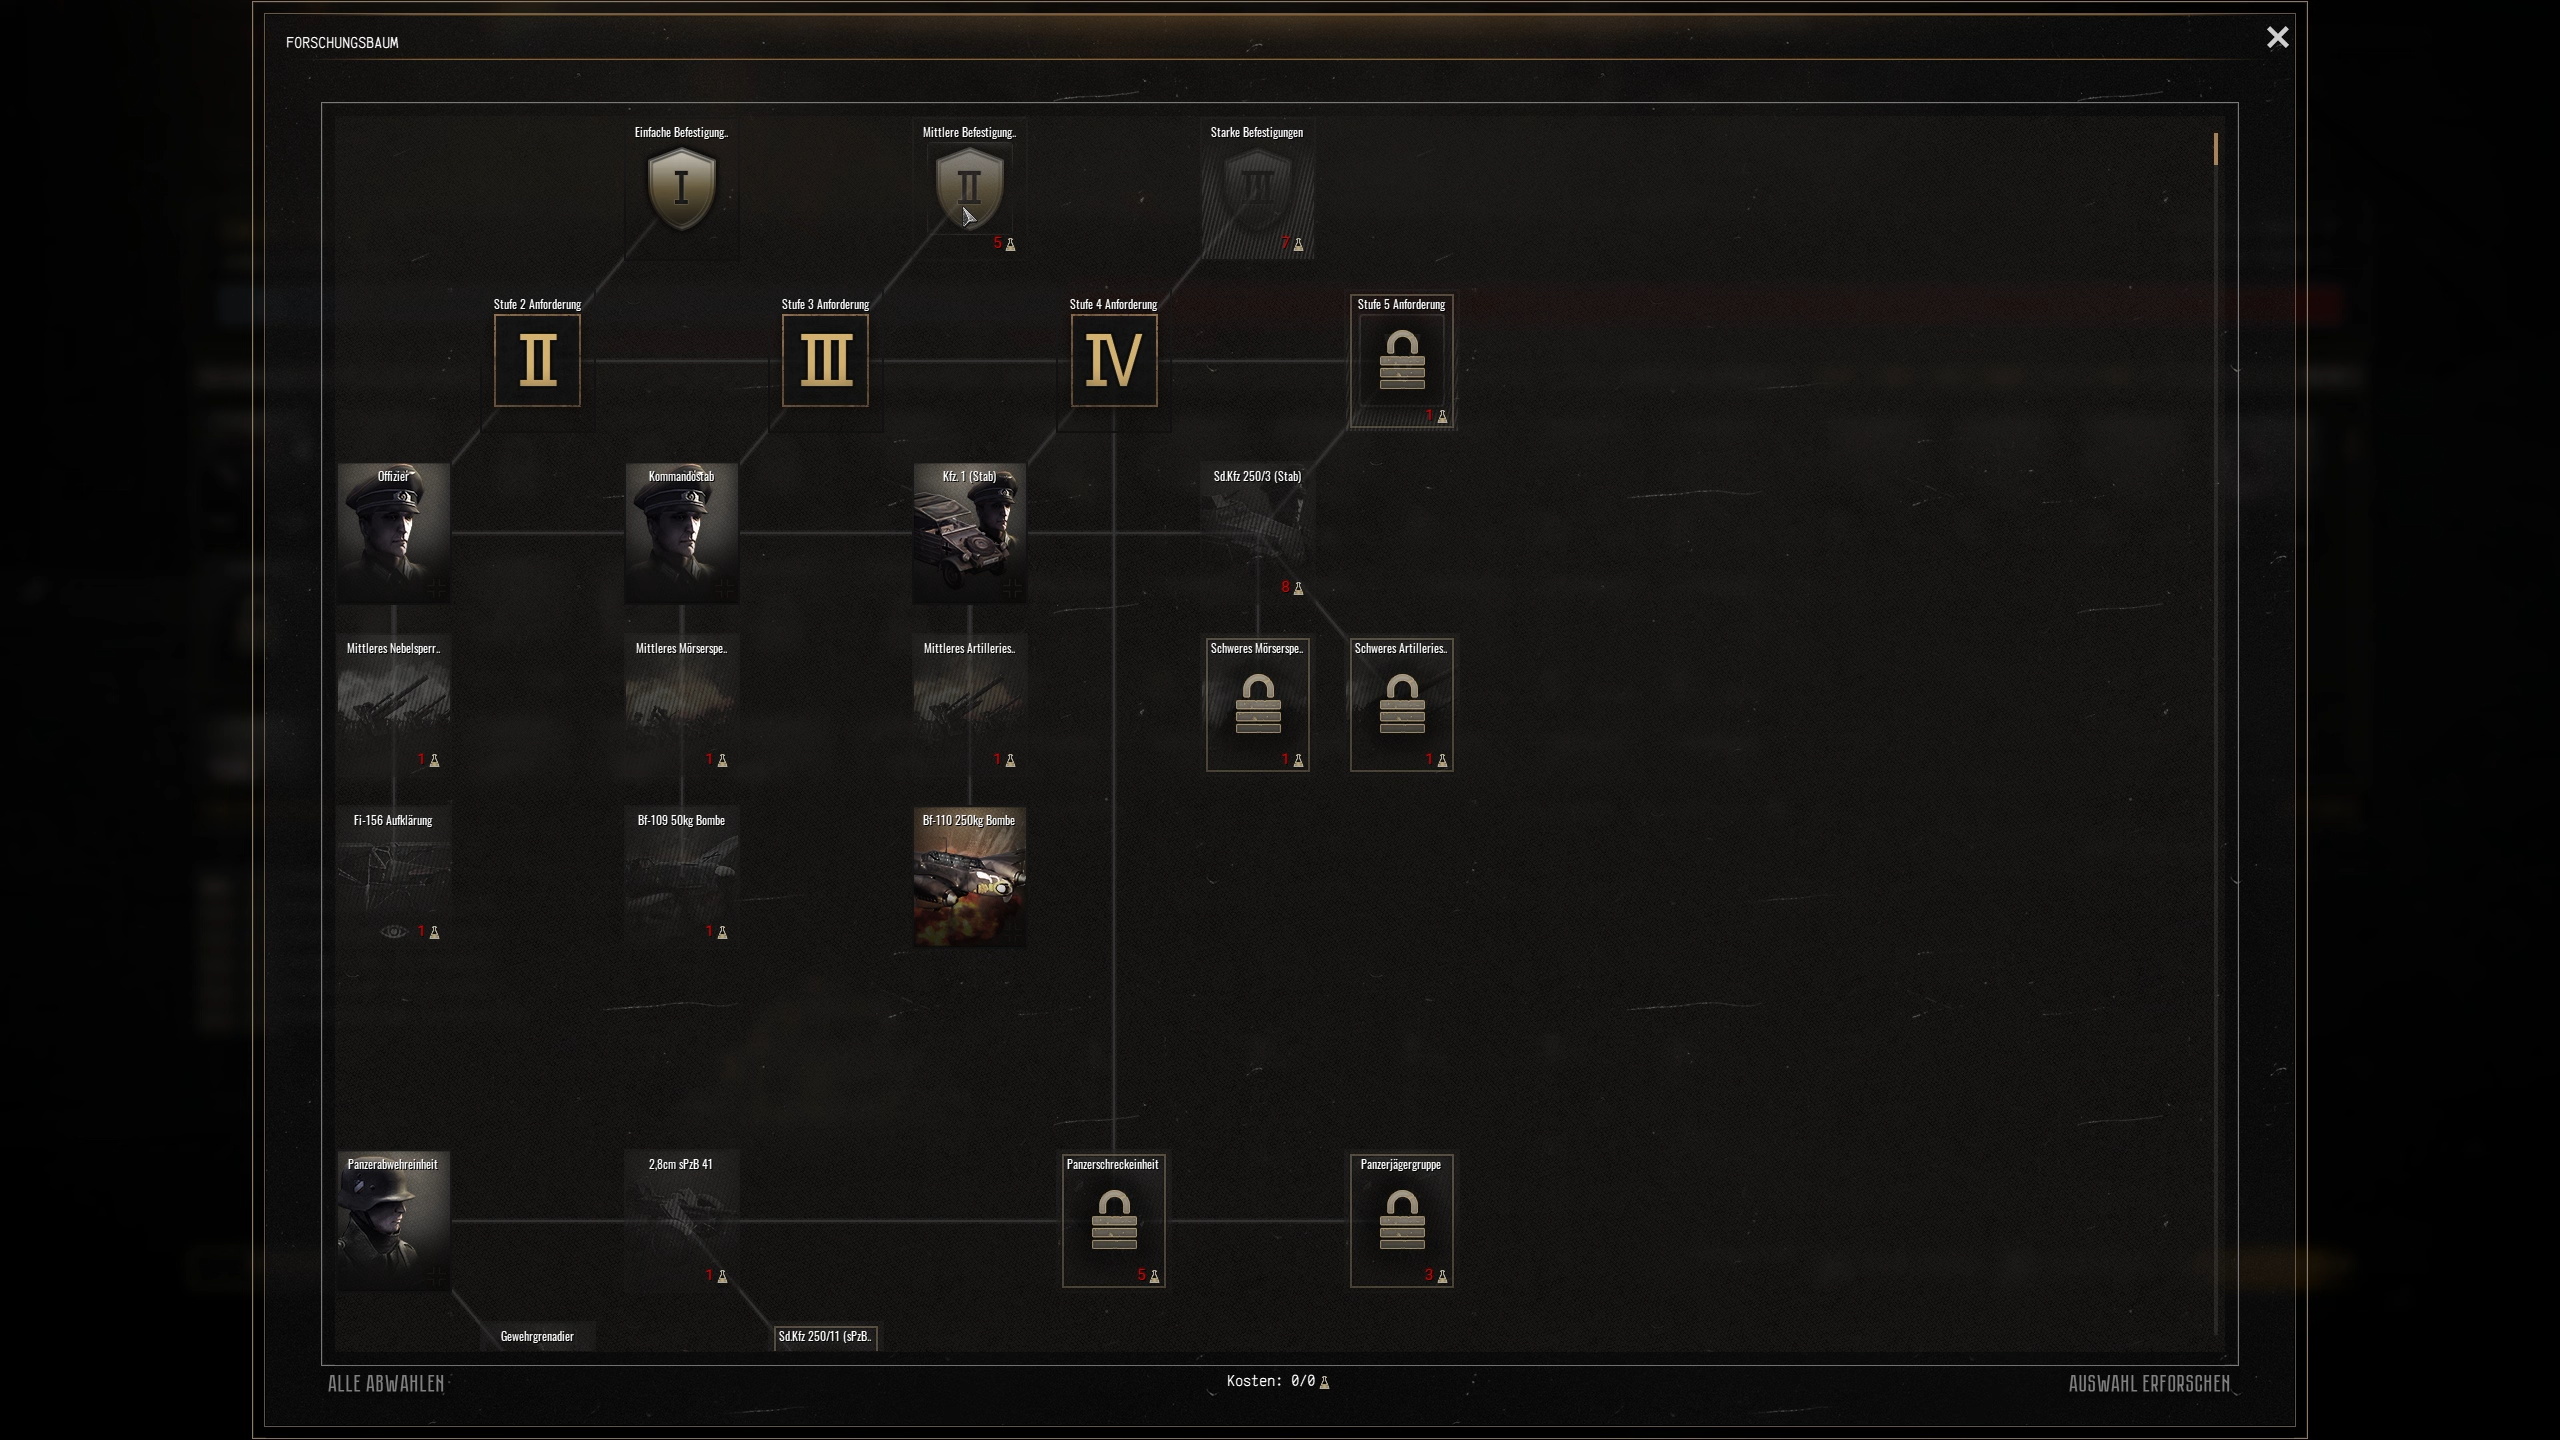 FORSCHUNGSBAUM
Einfache Befestigung..
Mittlere Befestigung..
Starke Befestigungen
I
II
III
5
7
Stufe 2 Anforderung
Stufe 3 Anforderung
Stufe 4 Anforderung
Stufe 5 Anforderung
II
III
IV
1
Offizier
Kommandostab
Kfz. 1 (Stab)
Sd.Kfz 250/3 (Stab)
8
Mittleres Nebelsperr..
Mittleres Mörserspe..
Mittleres Artilleries..
Schweres Mörserspe..
Schweres Artilleries..
1
1
1
1
1
Fi-156 Aufklärung
Bf-109 50kg Bombe
Bf-110 250kg Bombe
1
1
Panzerabwehreinheit
2,8cm sPzB 41
Panzerschreckeinheit
Panzerjägergruppe
1
5
3
Gewehrgrenadier
Sd.Kfz 250/11 (sPzB..
ALLE ABWAHLEN
Kosten: 0/0
AUSWAHL ERFORSCHEN